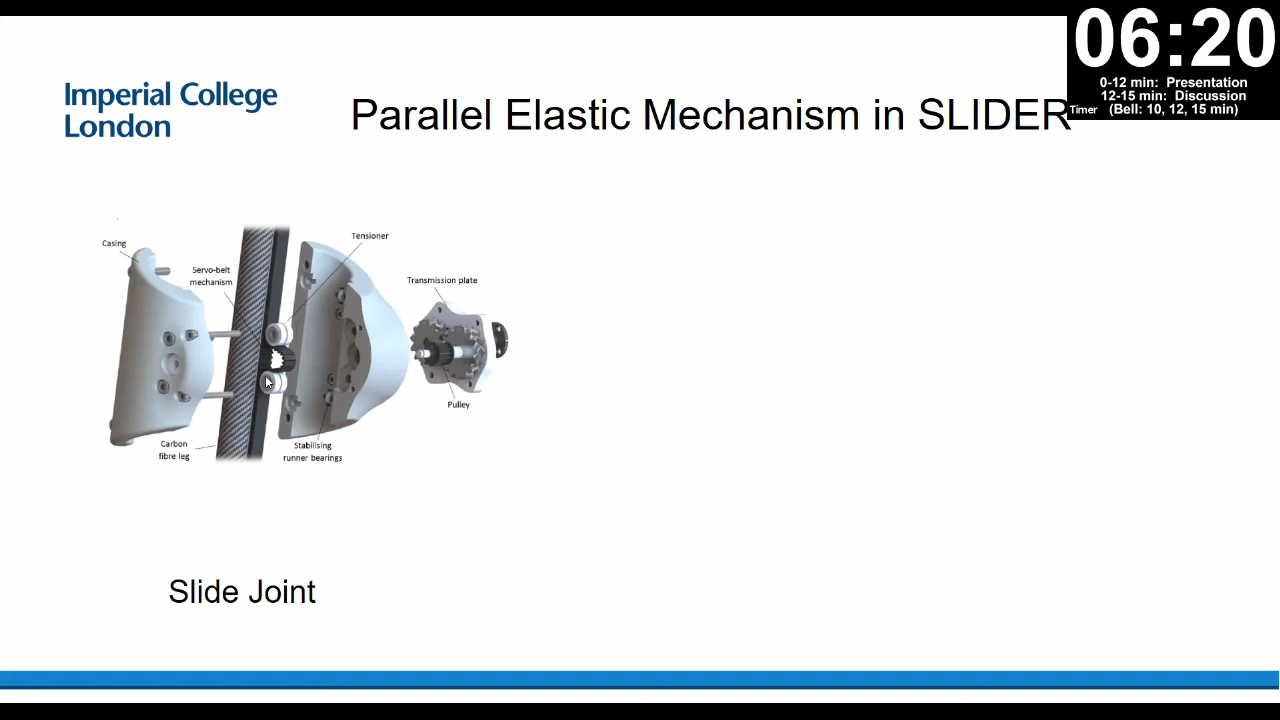 06:20
0-12 min: Presentation
12-15 min: Discussion
Timer (Bell: 10, 12, 15 min)
Imperial College
London
Parallel Elastic Mechanism in SLIDER
Tensioner
Casing
Servo-belt
mechanism
Transmission plate
Pulley
Carbon
fibre leg
Stabilising
runner bearings
Slide Joint